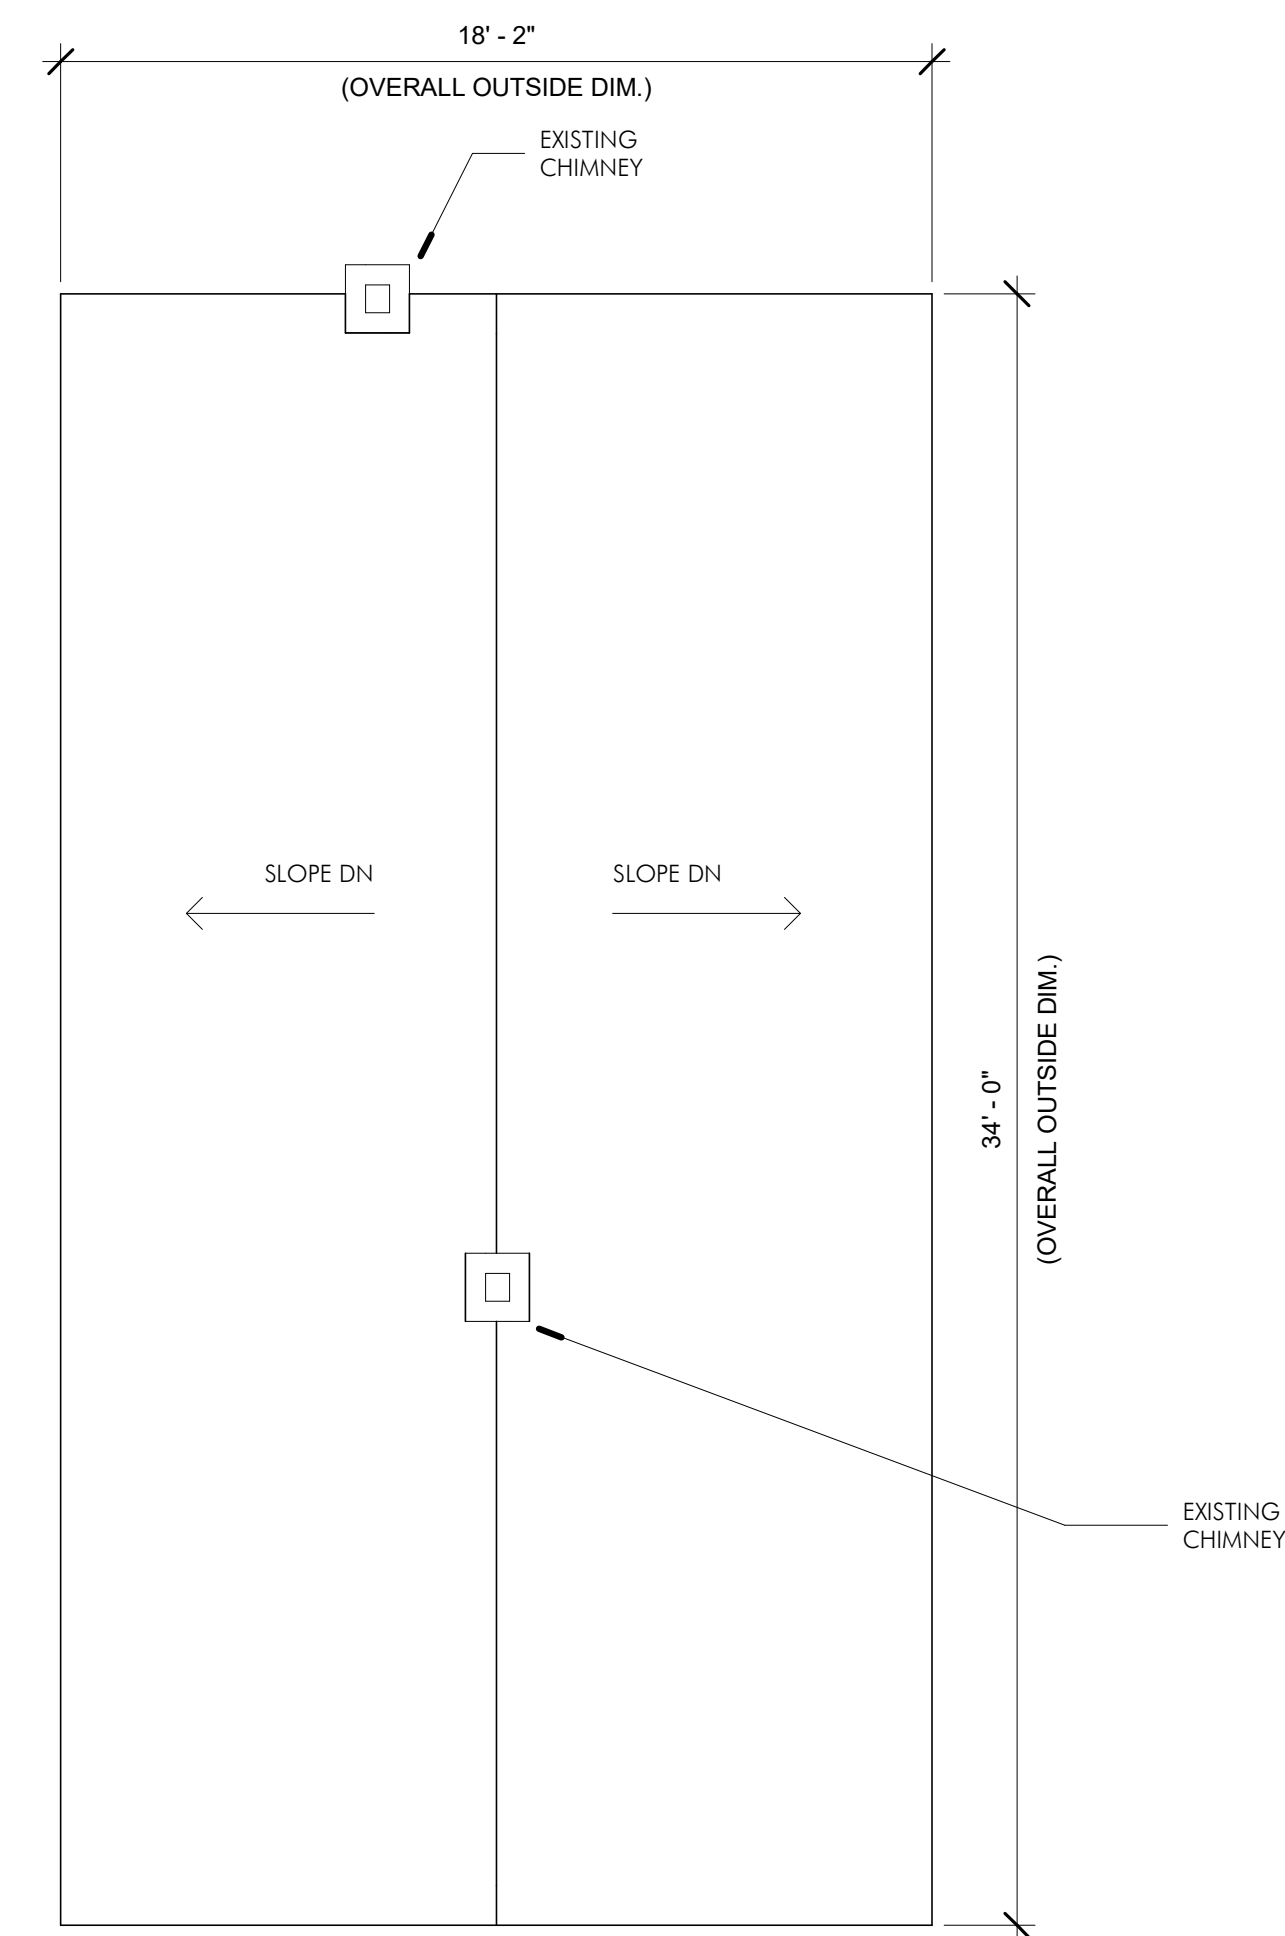 18' - 2"
(OVERALL OUTSIDE DIM.)
EXISTING
CHIMNEY
SLOPE DN
SLOPE DN
34' - 0"
(OVERALL OUTSIDE DIM.)
EXISTING
CHIMNEY